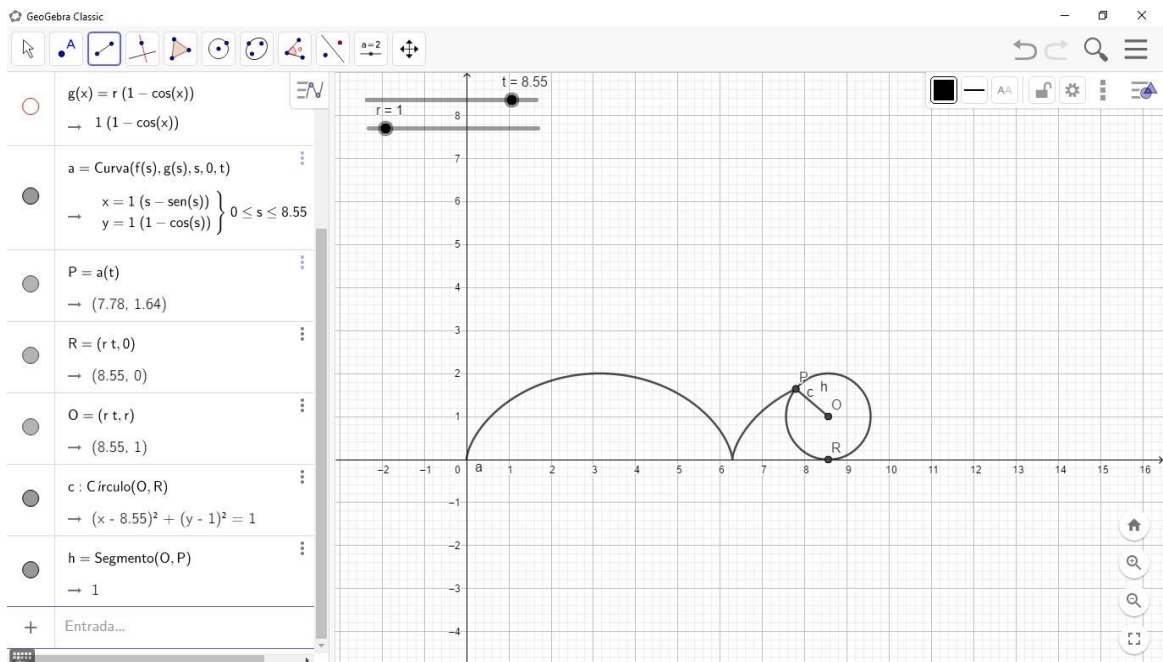 GeoGebra Classic
A
a=2
g(x) = r (1 − cos(x))
→ 1 (1 − cos(x))
a = Curva(f(s), g(s), s, 0, t)
→ x = 1 (s − sen(s))
y = 1 (1 − cos(s)) } 0 ≤ s ≤ 8.55
P = a(t)
→ (7.78, 1.64)
R = (r t, 0)
→ (8.55, 0)
O = (r t, r)
→ (8.55, 1)
c : Círculo(O, R)
→ (x - 8.55)² + (y - 1)² = 1
h = Segmento(O, P)
→ 1
+ Entrada...
t = 8.55
r = 1
AA
8
7
6
5
4
3
2
1
−2 −1 0 a 1 2 3 4 5 6 7 8 9 10 11 12 13 14 15 16
−1
−2
−3
−4
P
h
c
O
R